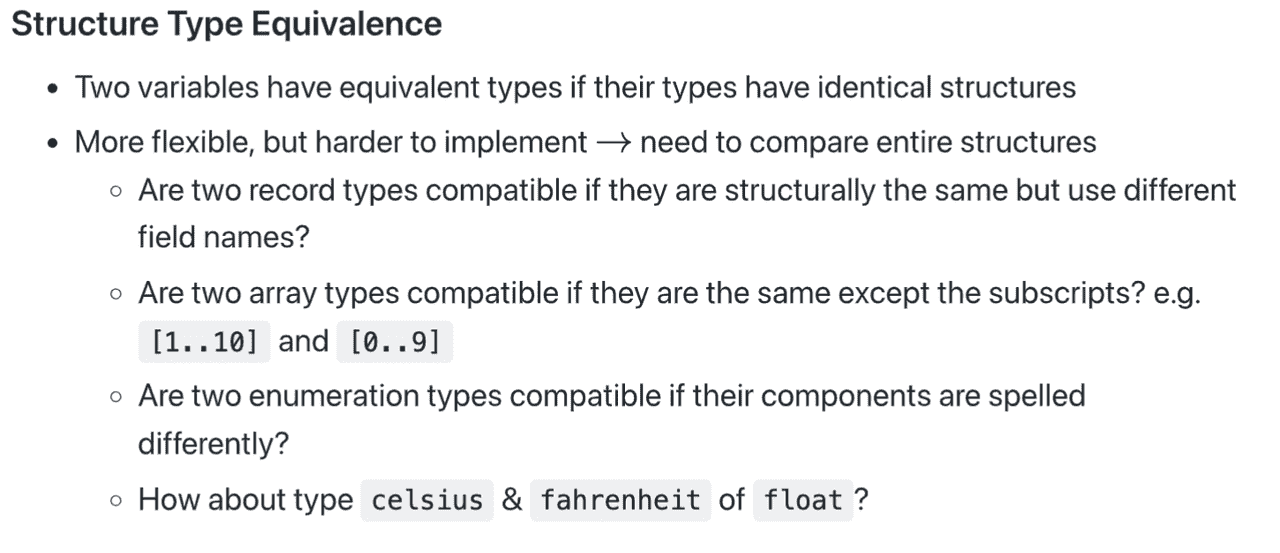 Structure Type Equivalence
• Two variables have equivalent types if their types have identical structures
• More flexible, but harder to implement → need to compare entire structures
◦ Are two record types compatible if they are structurally the same but use different
field names?
◦ Are two array types compatible if they are the same except the subscripts? e.g.
[1..10] and [0..9]
◦ Are two enumeration types compatible if their components are spelled
differently?
◦ How about type celsius & fahrenheit of float?